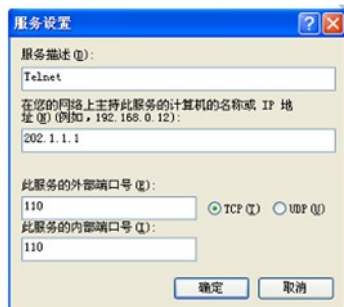 服务设置
服务描述(D):
Telnet
在您的网络上主持此服务的计算机的名称或 IP 地
址(N)(例如，192.168.0.12):
202.1.1.1
此服务的外部端口号(E):
110
TCP(T) UDP(U)
此服务的内部端口号(I):
110
确定 取消